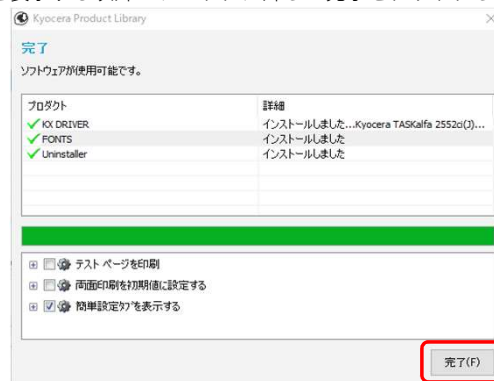 Kyocera Product Library
完了
ソフトウェアが使用可能です。
プロダクト 詳細
KX DRIVER インストールしました...Kyocera TASKalfa 2552ci(J)...
FONTS インストールしました
Uninstaller インストールしました
テスト ページを印刷
両面印刷を初期値に設定する
簡単設定タブを表示する
完了(F)